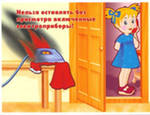 Нельзя оставлять без
присмотра включенные
электроприборы!